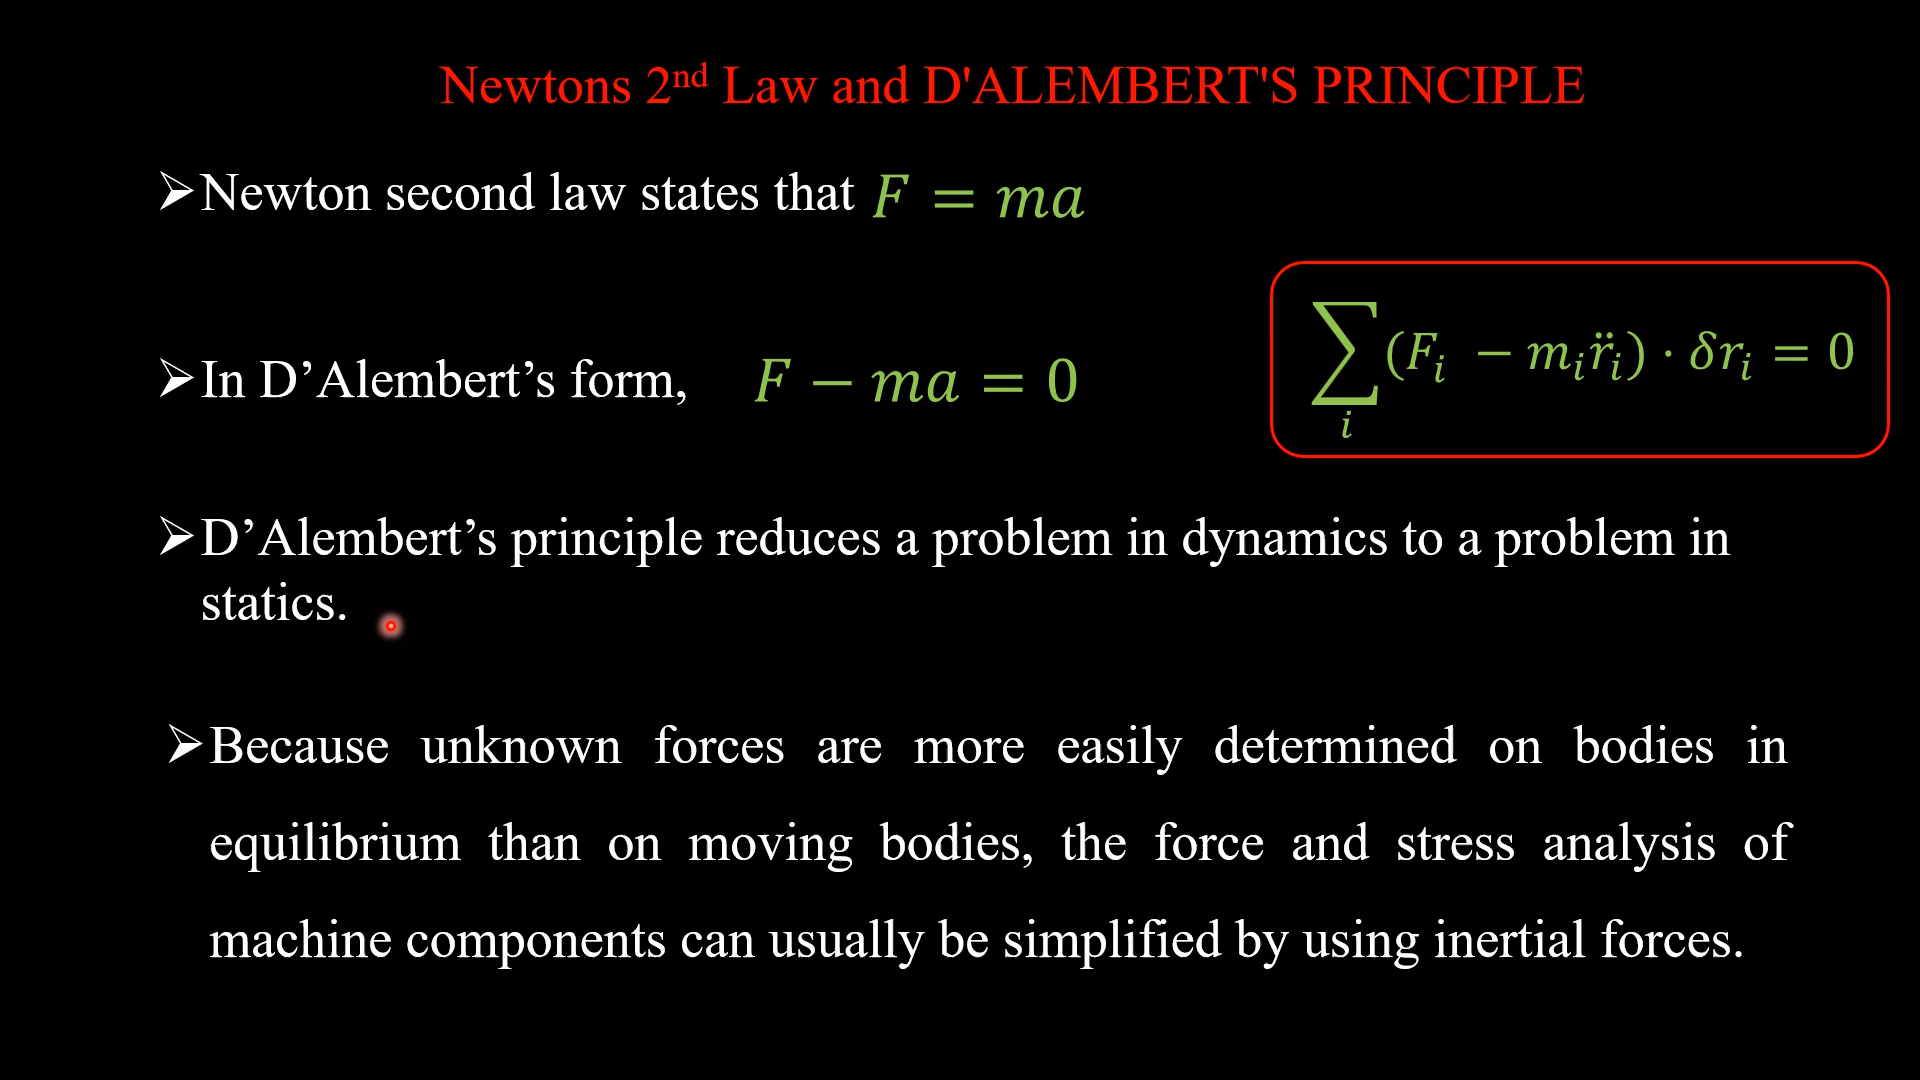 Newtons 2nd Law and D'ALEMBERT'S PRINCIPLE
➢Newton second law states that F = ma
∑(Fᵢ − mᵢr̈ᵢ) · δrᵢ = 0
i
➢In D’Alembert’s form, F − ma = 0
➢D’Alembert’s principle reduces a problem in dynamics to a problem in
statics.
➢Because unknown forces are more easily determined on bodies in
equilibrium than on moving bodies, the force and stress analysis of
machine components can usually be simplified by using inertial forces.